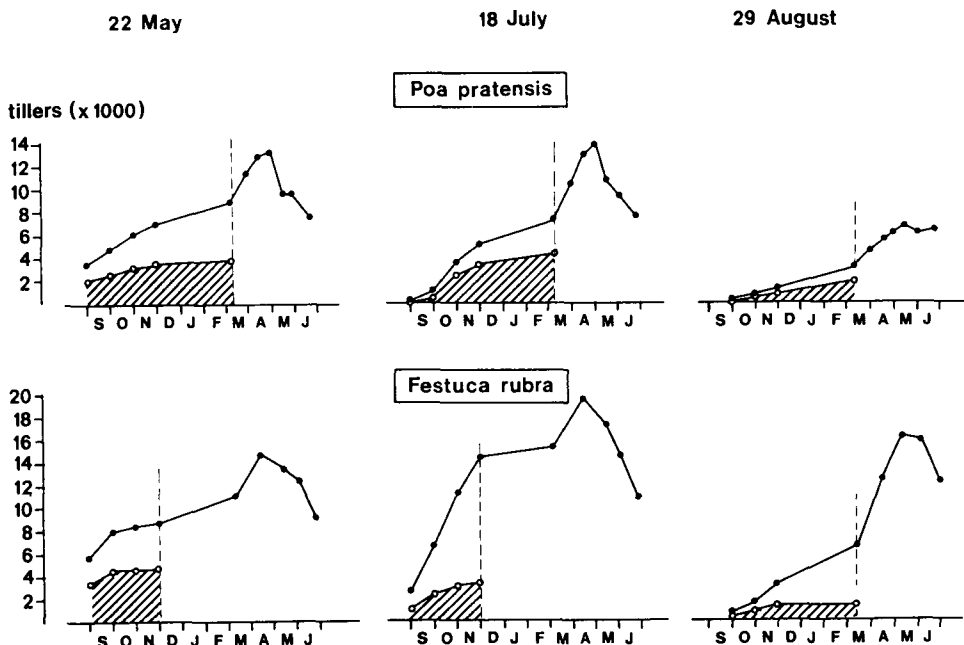 22 May 18 July 29 August
Poa pratensis
tillers (x 1000)
14
12
10
8
6
4
2
S O N D J F M A M J
S O N D J F M A M J
S O N D J F M A M J
Festuca rubra
20
18
16
14
12
10
8
6
4
2
S O N D J F M A M J
S O N D J F M A M J
S O N D J F M A M J